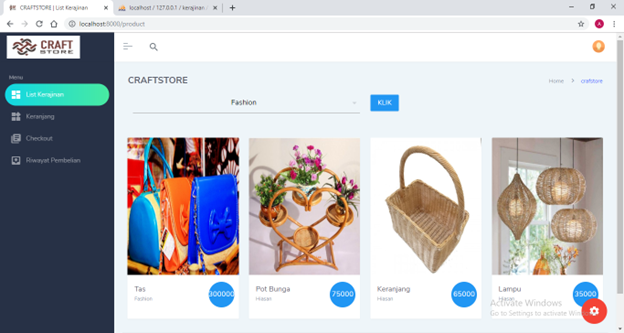 CRAFTSTORE | List Kerajinan
localhost / 127.0.0.1 / kerajinan
localhost:8000/product
A
CRAFT
STORE
Menu
List Kerajinan
Keranjang
Checkout
Riwayat Pembelian
CRAFTSTORE
Home > craftstore
Fashion
KLIK
Tas
Fashion
300000
Pot Bunga
Hiasan
75000
Keranjang
Hiasan
65000
Lampu
Hiasan
35000
Activate Windows
Go to Settings to activate Win